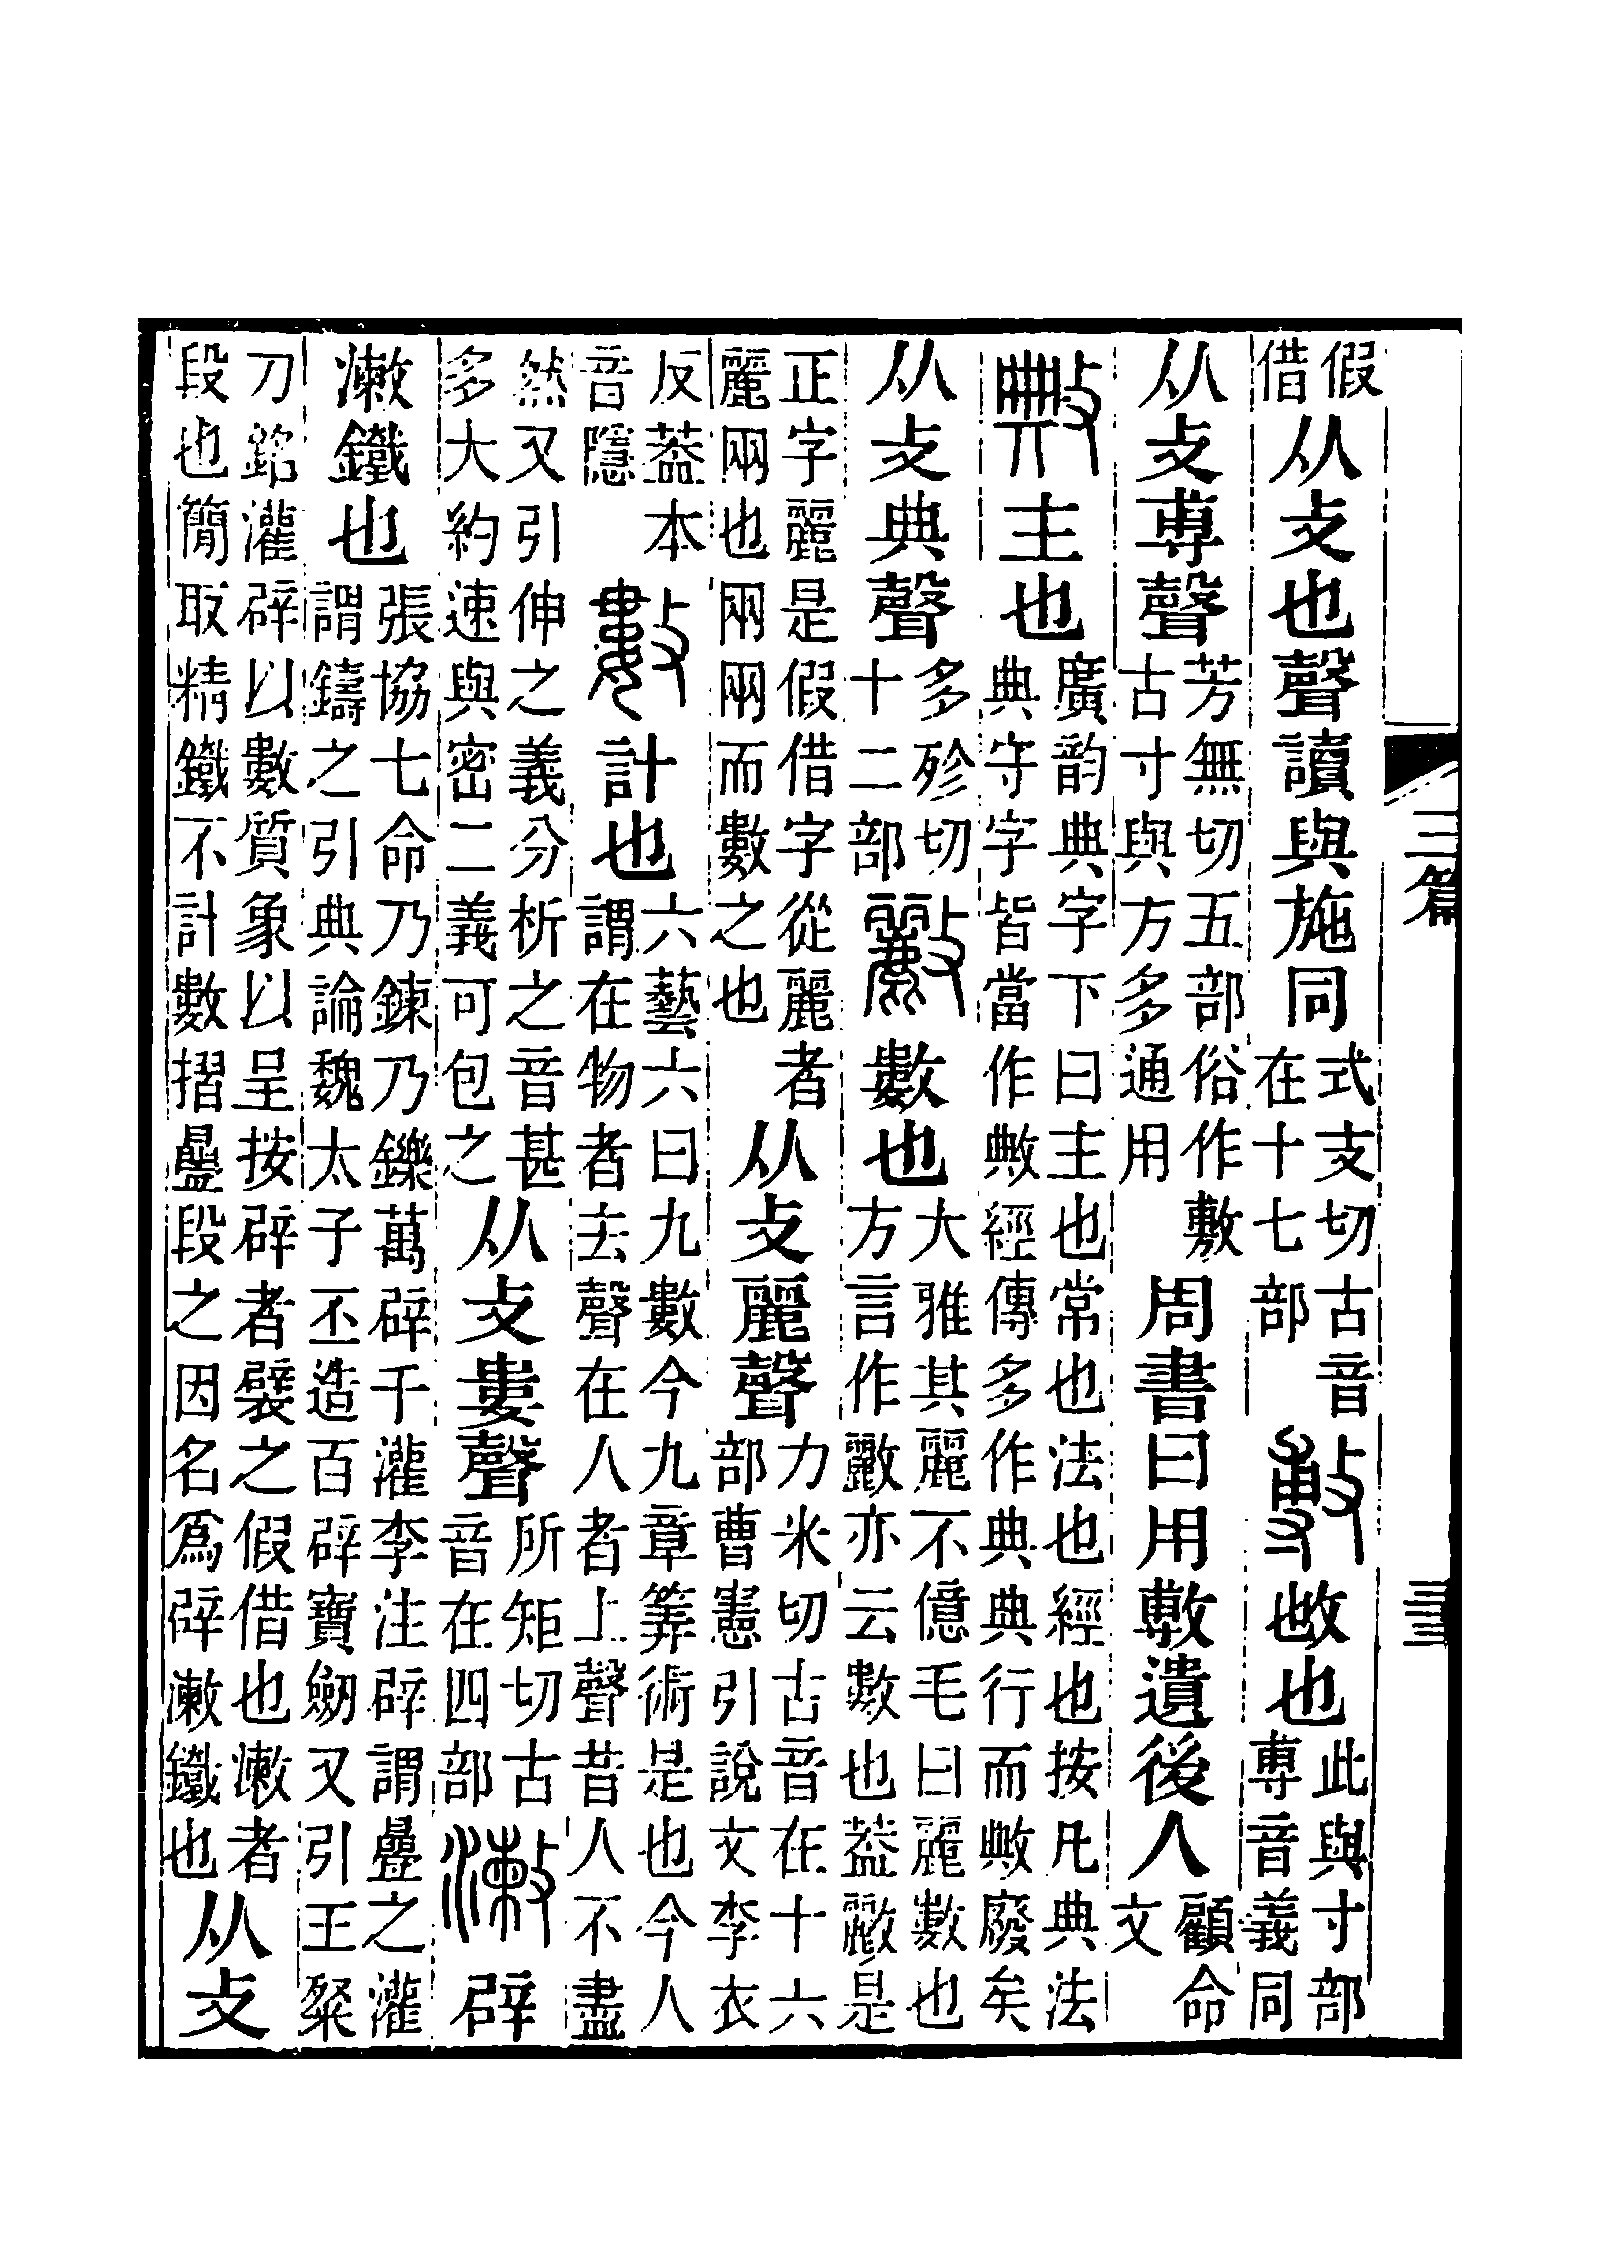 三篇 三三
假借从攴也聲讀與施同式支切古音在十七部𢾭𢻱也此與寸部尃音義同
从攴尃聲芳無切五部俗作敷古寸與方多通用周書曰用𢾭遺後人顧命文
敟主也廣韵典字下曰主也常也法也經也按凡典法典守字皆當作敟經傳多作典典行而敟廢矣
从攴典聲多殄切十二部𢿛數也大雅其麗不億毛曰麗數也方言作𢿛亦云數也葢𢿛是
正字麗是假借字從麗者麗兩也兩兩而數之也从攴麗聲力米切古音在十六部曹憲引說文李衣
反葢本音隱數計也六藝六曰九數今九章筭術是也今人謂在物者去聲在人者上聲昔人不盡
然又引伸之義分析之音甚多大約速與密二義可包之从攴婁聲所矩切古音在四部㶕辟
㶕鐵也張協七命乃鍊乃鑠萬辟千灌李注辟謂疊之灌謂鑄之引典論魏太子丕造百辟寶劒又引王粲
刀銘灌辟以數質象以呈按辟者襞之假借也㶕者段也簡取精鐵不計數摺疊段之因名爲辟㶕鐵也从攴